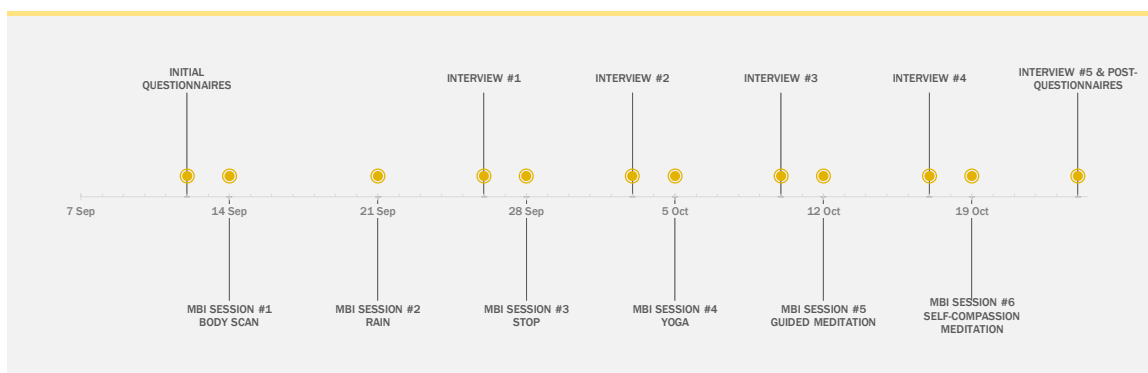 INITIAL
QUESTIONNAIRES
INTERVIEW #1
INTERVIEW #2
INTERVIEW #3
INTERVIEW #4
INTERVIEW #5 & POST-
QUESTIONNAIRES
7 Sep
14 Sep
21 Sep
28 Sep
5 Oct
12 Oct
19 Oct
MBI SESSION #1
BODY SCAN
MBI SESSION #2
RAIN
MBI SESSION #3
STOP
MBI SESSION #4
YOGA
MBI SESSION #5
GUIDED MEDITATION
MBI SESSION #6
SELF-COMPASSION
MEDITATION